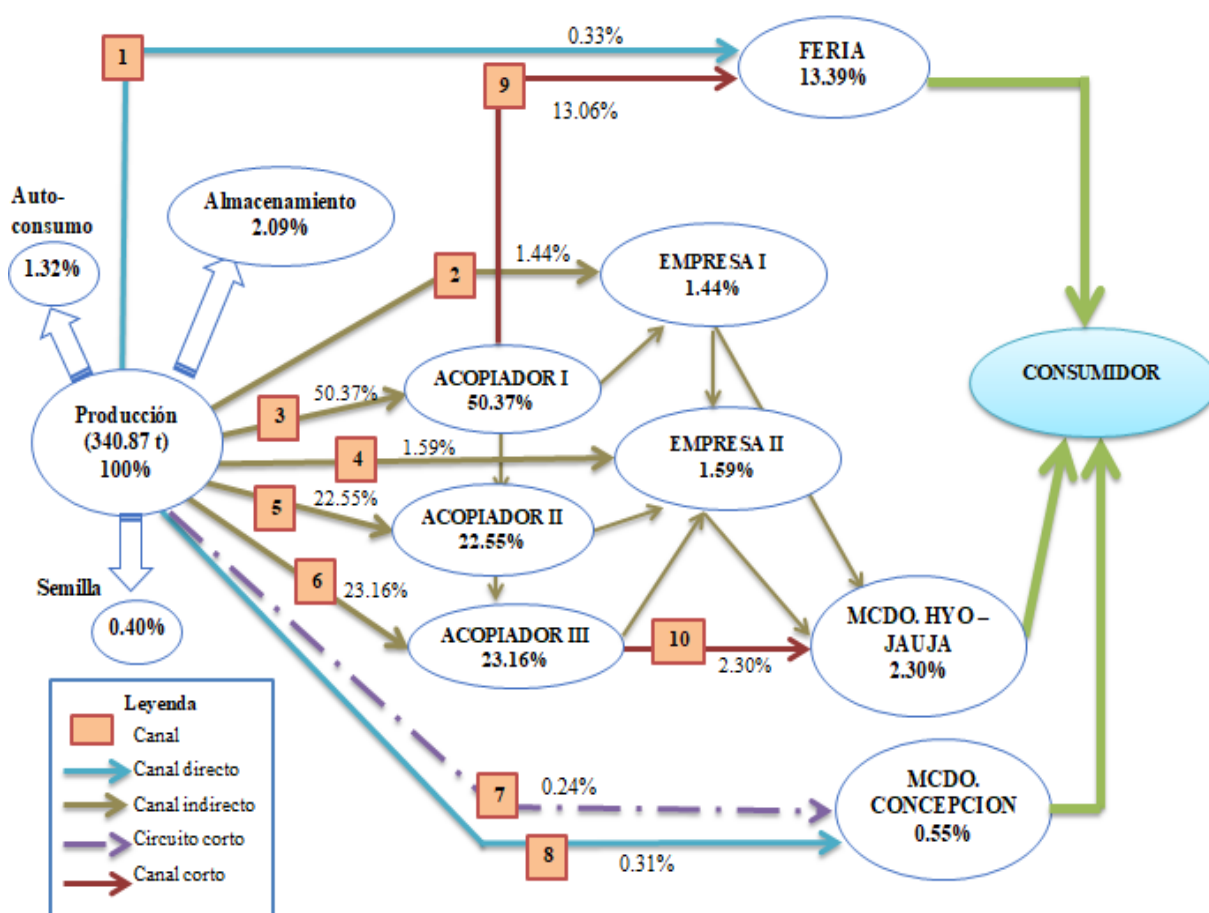 1
0.33%
FERIA
13.39%
9
13.06%
Auto-
consumo
1.32%
Almacenamiento
2.09%
2
1.44%
EMPRESA I
1.44%
CONSUMIDOR
Producción
(340.87 t)
100%
3
50.37%
ACOPIADOR I
50.37%
4
1.59%
EMPRESA II
1.59%
5
22.55%
ACOPIADOR II
22.55%
6
23.16%
ACOPIADOR III
23.16%
10
2.30%
MCDO. HYO –
JAUJA
2.30%
Semilla
0.40%
7
0.24%
8
0.31%
MCDO.
CONCEPCION
0.55%
Leyenda
Canal
Canal directo
Canal indirecto
Circuito corto
Canal corto